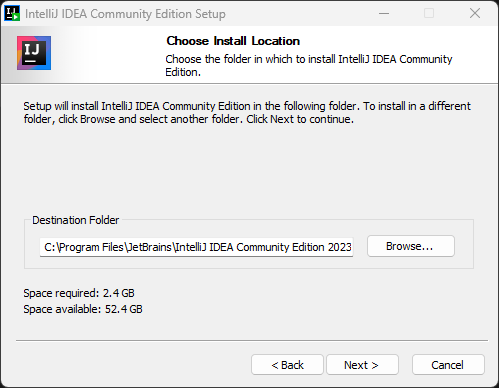 IntelliJ IDEA Community Edition Setup
IJ
Choose Install Location
Choose the folder in which to install IntelliJ IDEA Community
Edition.
Setup will install IntelliJ IDEA Community Edition in the following folder. To install in a different
folder, click Browse and select another folder. Click Next to continue.
Destination Folder
C:\Program Files\JetBrains\IntelliJ IDEA Community Edition 2023
Browse...
Space required: 2.4 GB
Space available: 52.4 GB
< Back
Next >
Cancel